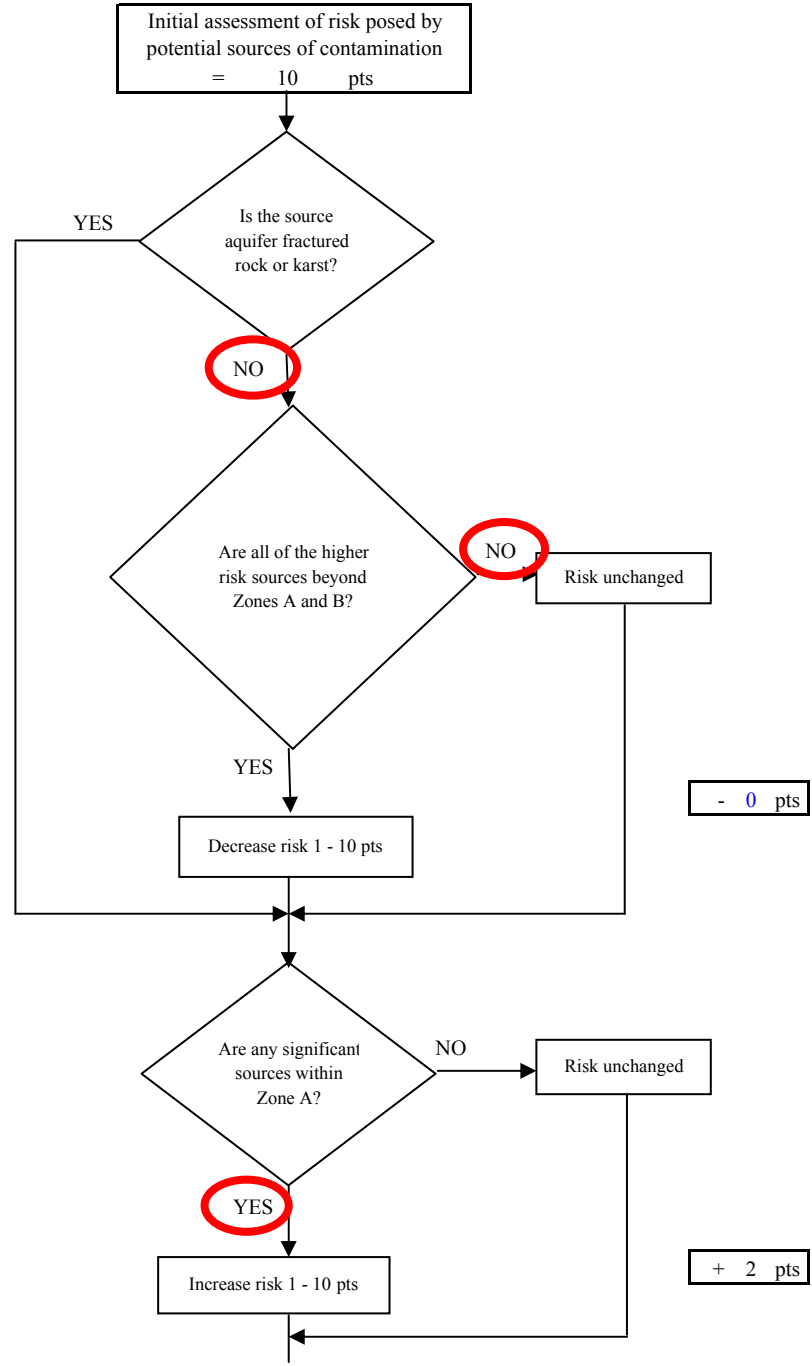 Initial assessment of risk posed by
potential sources of contamination
= 10 pts
YES
Is the source
aquifer fractured
rock or karst?
NO
Are all of the higher
risk sources beyond
Zones A and B?
NO
Risk unchanged
YES
- 0 pts
Decrease risk 1 - 10 pts
Are any significant
sources within
Zone A?
NO
Risk unchanged
YES
+ 2 pts
Increase risk 1 - 10 pts